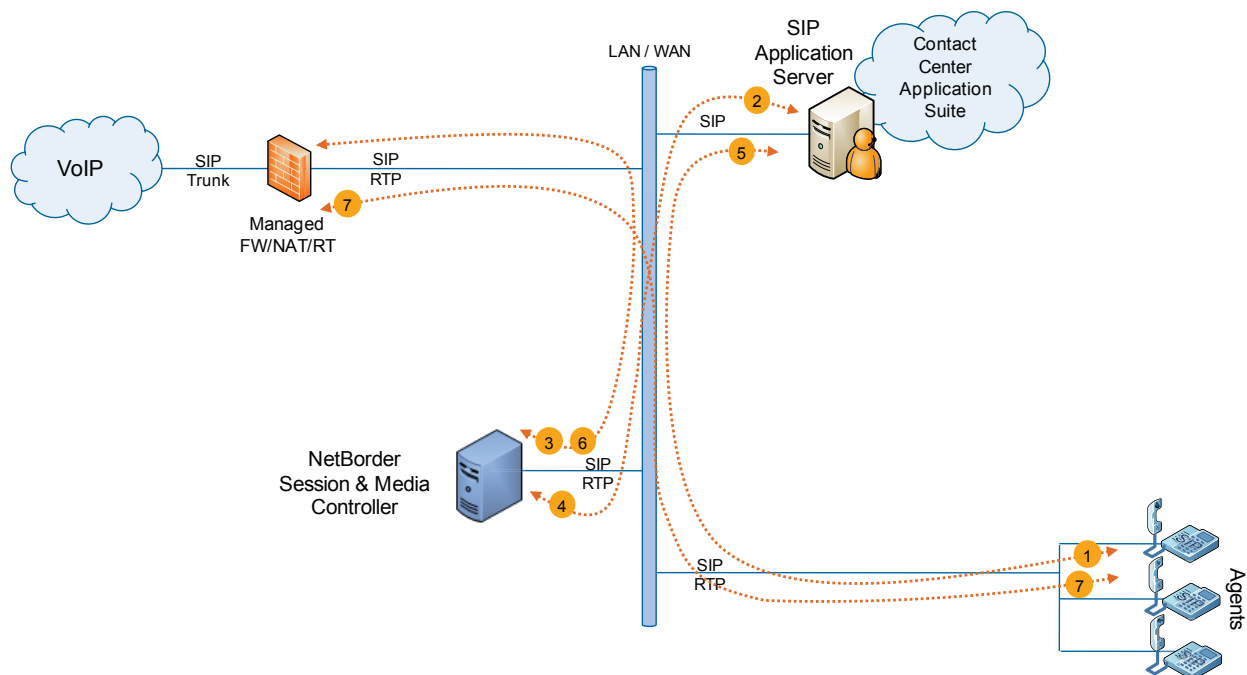 SIP
Application
Server
Contact
Center
Application
Suite
LAN / WAN
2
SIP
5
VoIP
SIP
Trunk
SIP
RTP
7
Managed
FW/NAT/RT
3
6
NetBorder
Session & Media
Controller
SIP
RTP
4
SIP
RTP
1
7
Agents